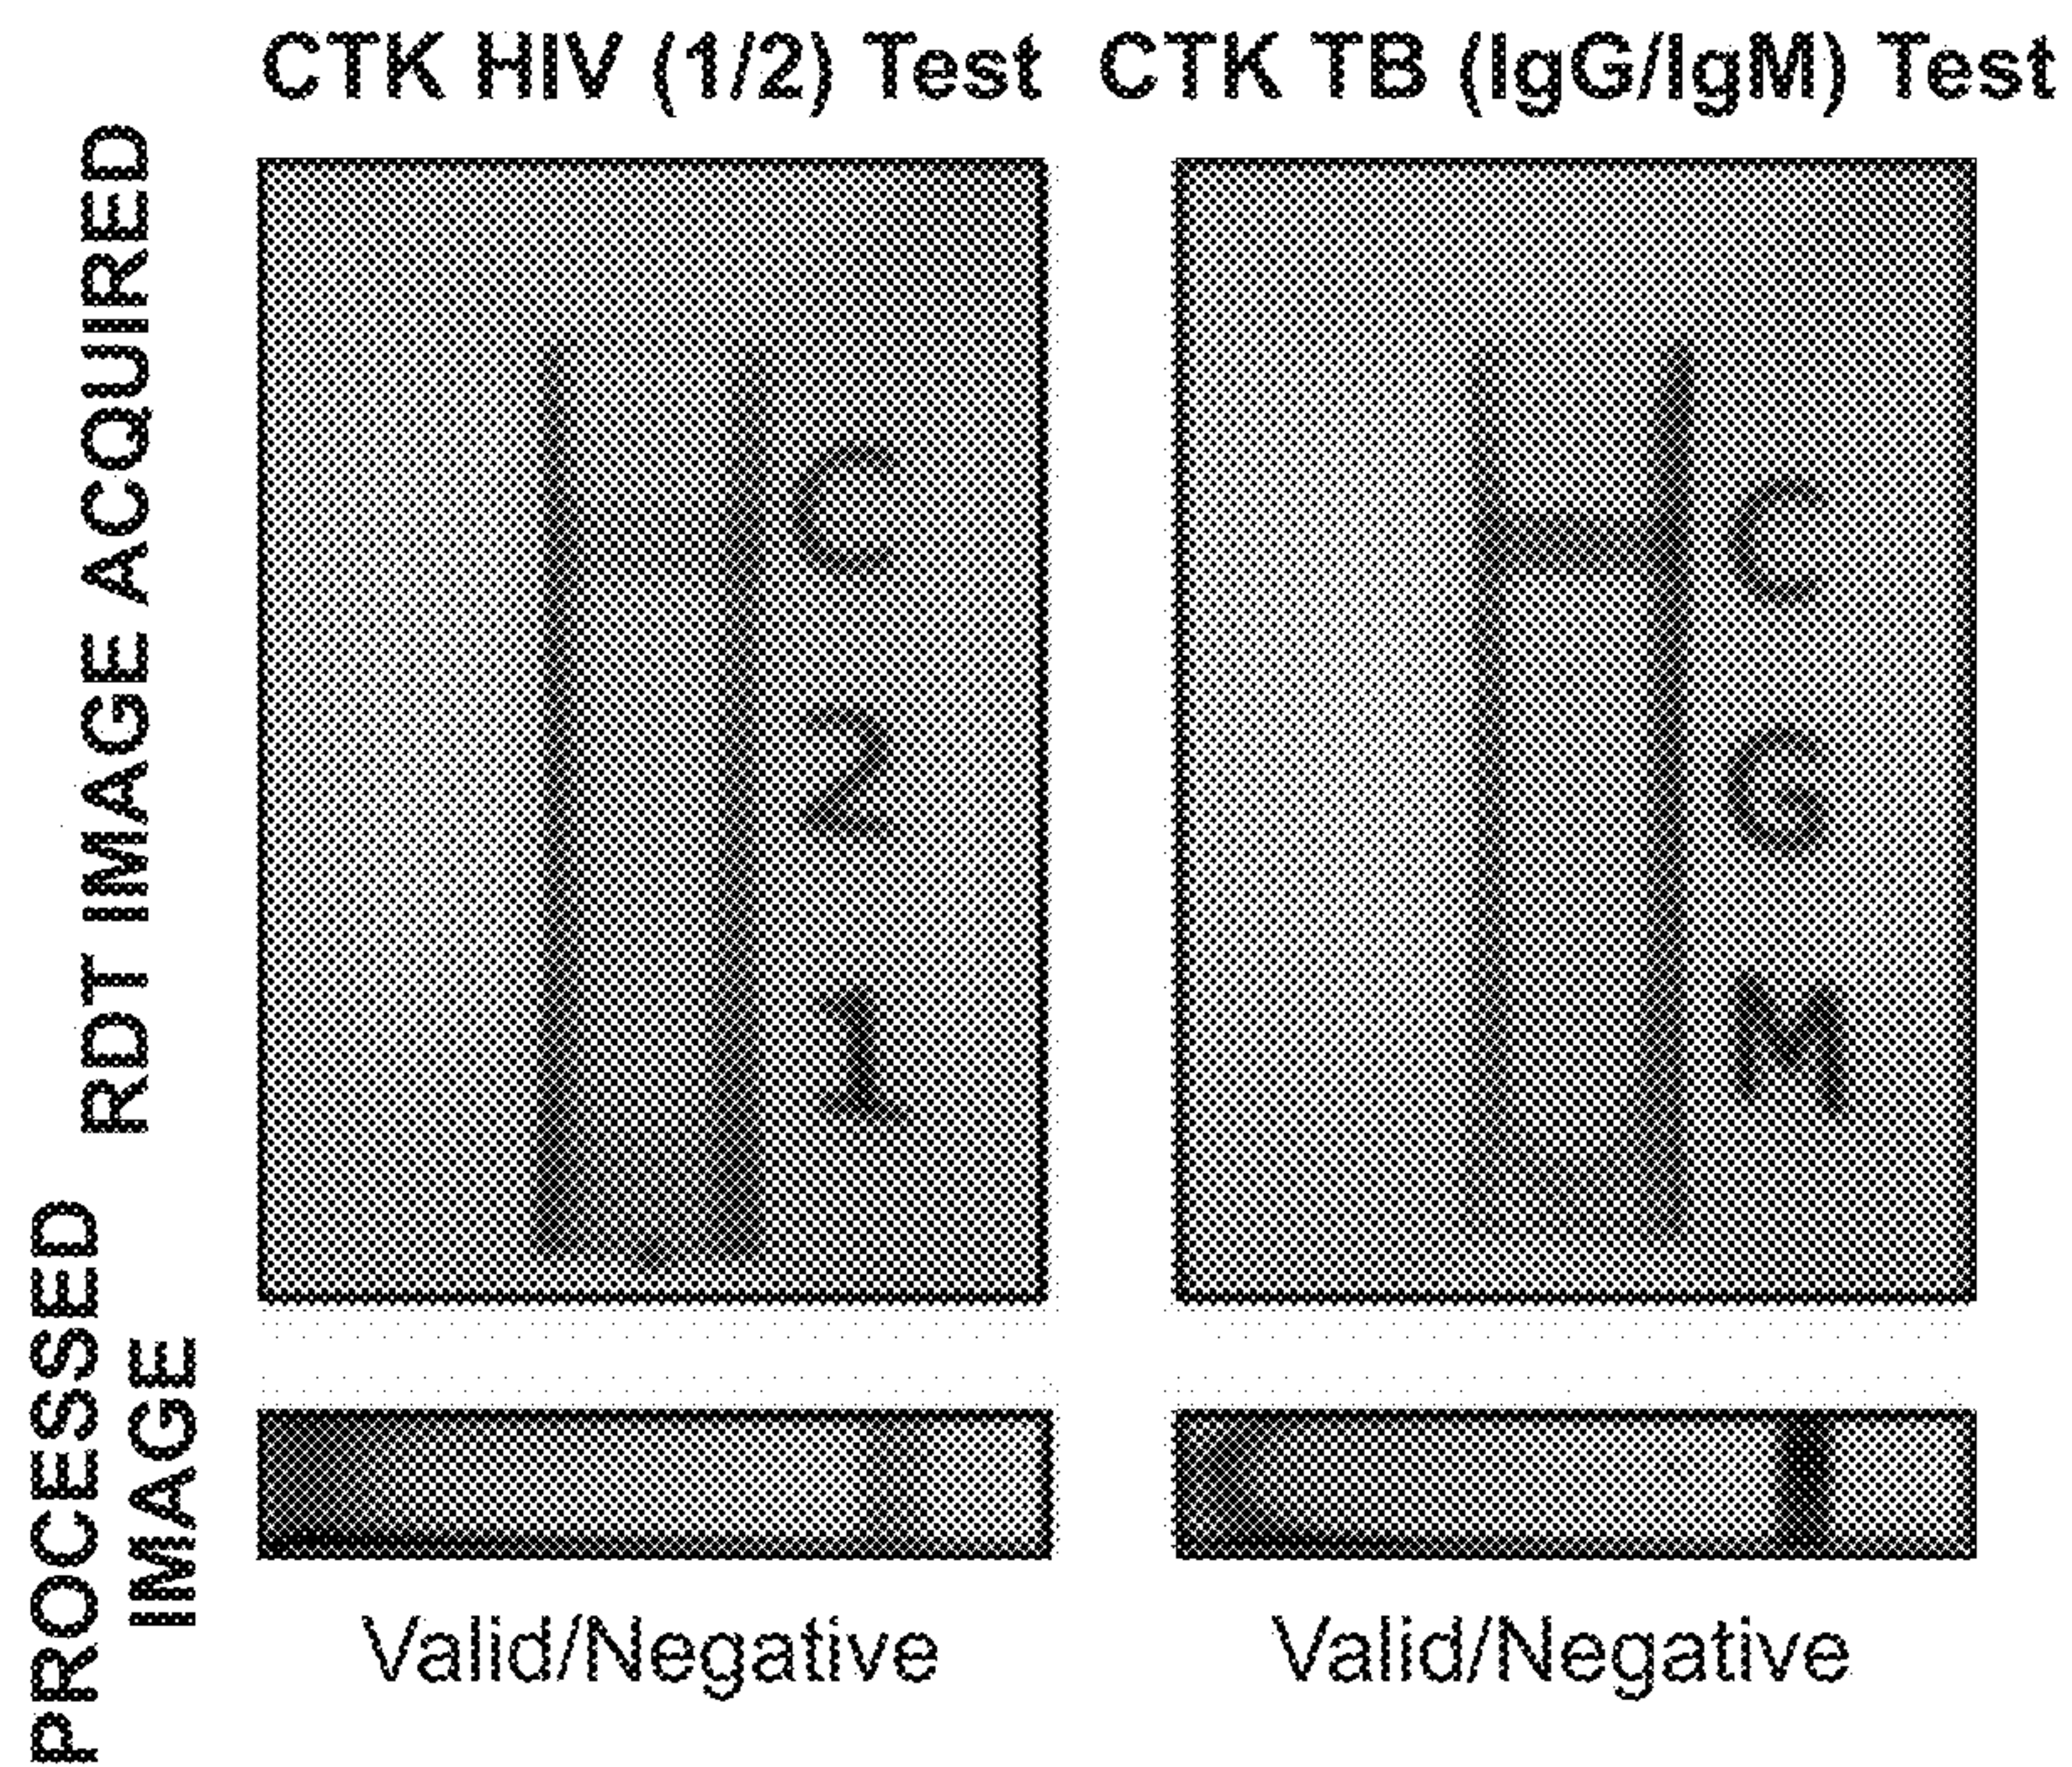 CTK HIV (1/2) Test
CTK TB (IgG/IgM) Test
RDT IMAGE ACQUIRED
C
2
1
C
G
M
PROCESSED
IMAGE
Valid/Negative
Valid/Negative